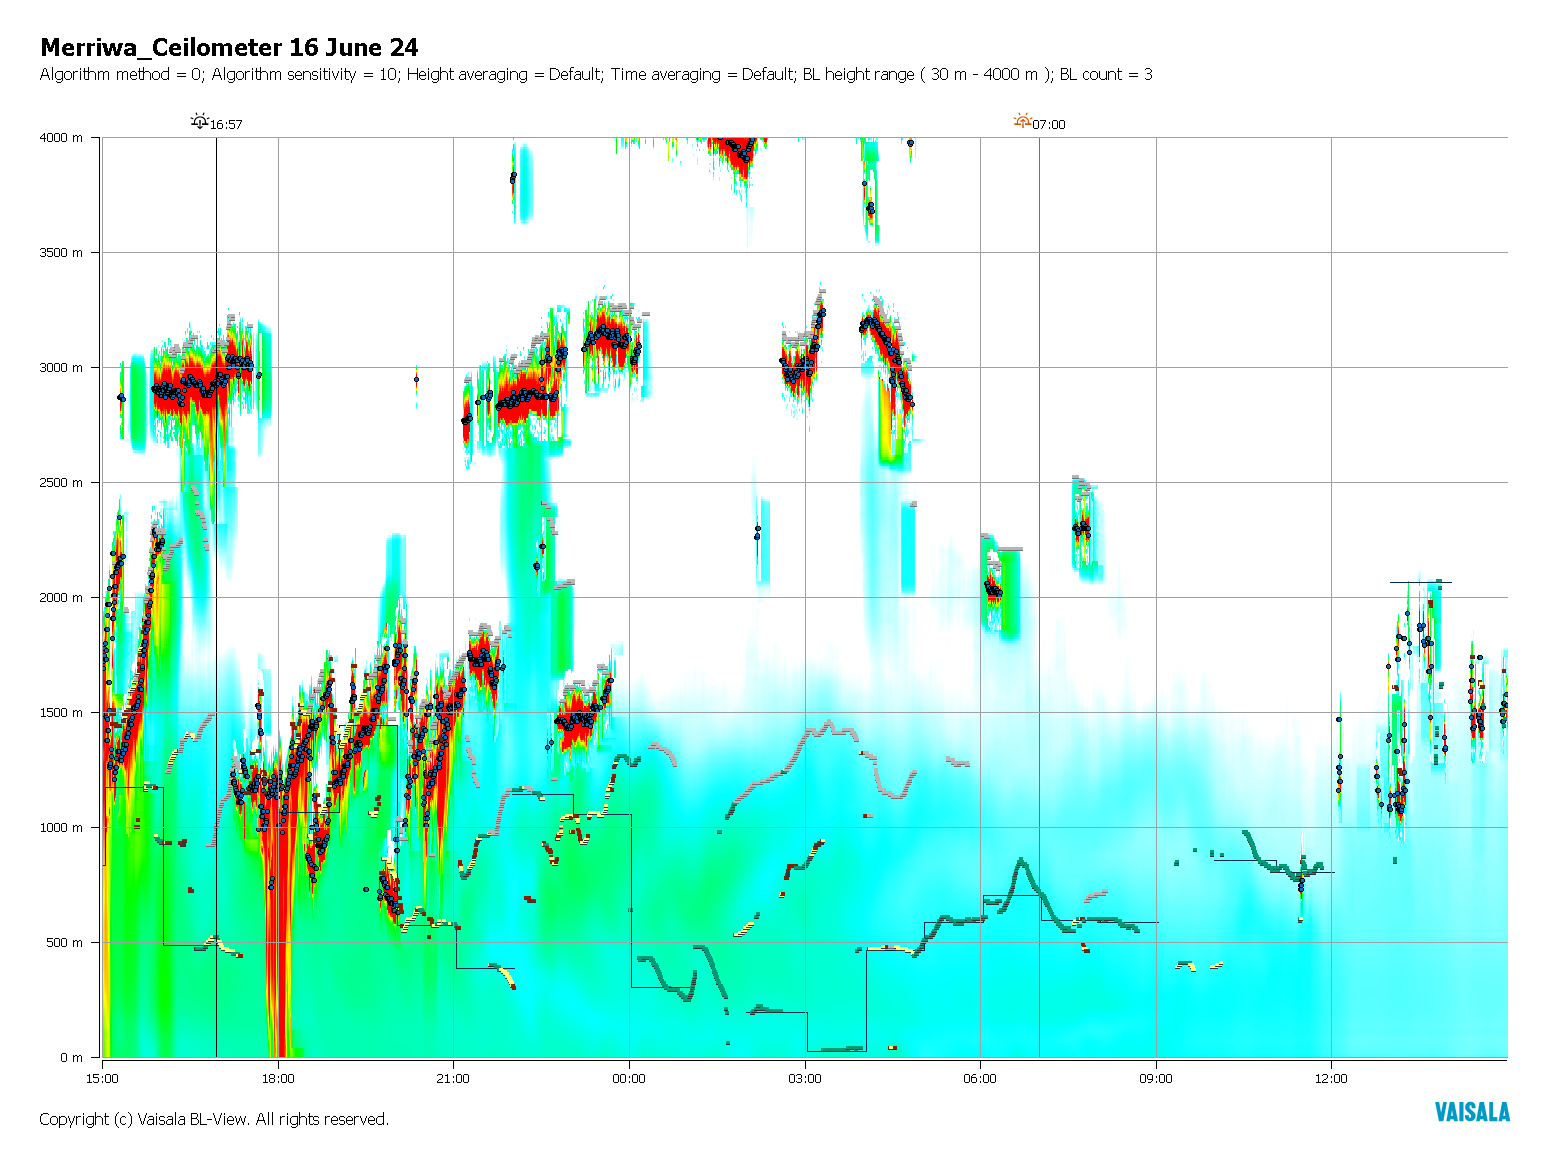 Merriwa_Ceilometer 16 June 24
Algorithm method = 0; Algorithm sensitivity = 10; Height averaging = Default; Time averaging = Default; BL height range ( 30 m - 4000 m ); BL count = 3
16:57
07:00
4000 m
3500 m
3000 m
2500 m
2000 m
1500 m
1000 m
500 m
0 m
15:00 18:00 21:00 00:00 03:00 06:00 09:00 12:00
Copyright (c) Vaisala BL-View. All rights reserved.
VAISALA